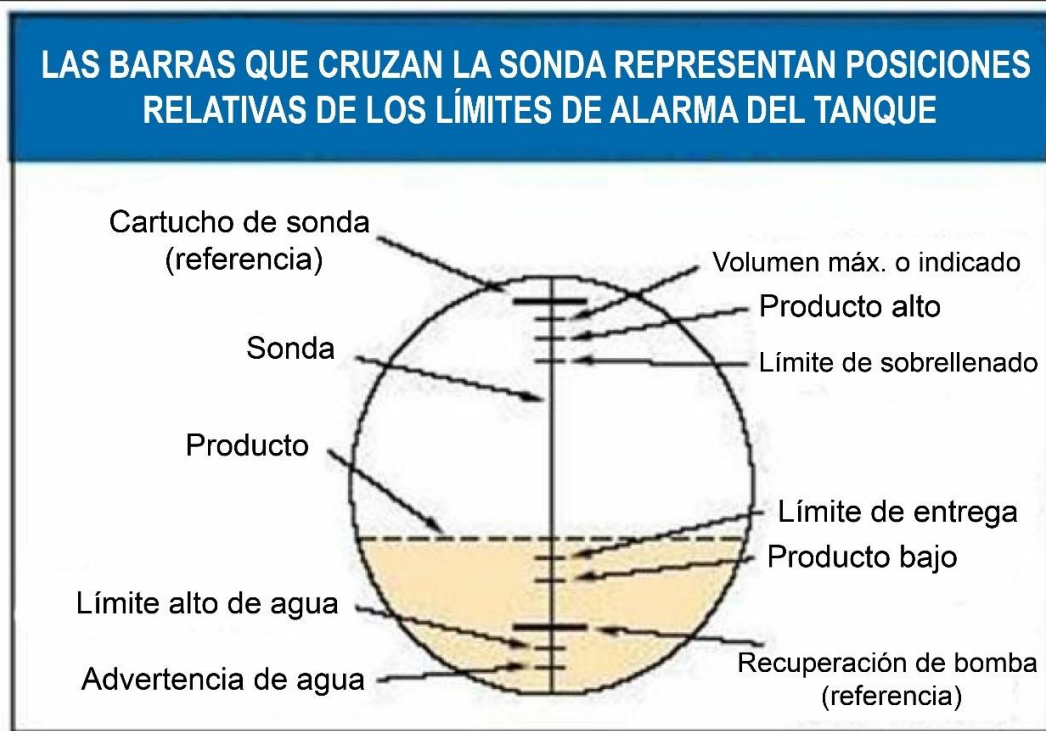 LAS BARRAS QUE CRUZAN LA SONDA REPRESENTAN POSICIONES
RELATIVAS DE LOS LÍMITES DE ALARMA DEL TANQUE
Cartucho de sonda
(referencia)
Volumen máx. o indicado
Producto alto
Sonda
Límite de sobrellenado
Producto
Límite de entrega
Producto bajo
Límite alto de agua
Advertencia de agua
Recuperación de bomba
(referencia)